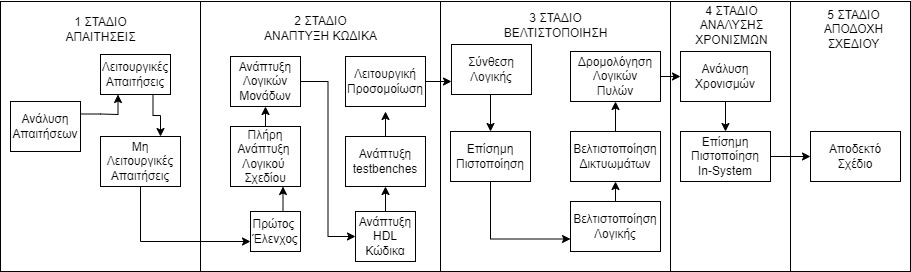 1 ΣΤΑΔΙΟ
ΑΠΑΙΤΗΣΕΙΣ
Ανάλυση
Απαιτήσεων
Λειτουργικές
Απαιτήσεις
Μη
Λειτουργικές
Απαιτήσεις
2 ΣΤΑΔΙΟ
ΑΝΑΠΤΥΞΗ ΚΩΔΙΚΑ
Πρώτος
Έλενχος
Πλήρη
Ανάπτυξη
Λογικού
Σχεδίου
Ανάπτυξη
Λογικών
Μονάδων
Ανάπτυξη
HDL
Κώδικα
Ανάπτυξη
testbenches
Λειτουργική
Προσομοίωση
3 ΣΤΑΔΙΟ
ΒΕΛΤΙΣΤΟΠΟΙΗΣΗ
Σύνθεση
Λογικής
Επίσημη
Πιστοποίηση
Βελτιστοποίηση
Λογικής
Βελτιστοποίηση
Δικτυωμάτων
Δρομολόγηση
Λογικών
Πυλών
4 ΣΤΑΔΙΟ
ΑΝΑΛΥΣΗΣ
ΧΡΟΝΙΣΜΩΝ
Ανάλυση
Χρονισμών
Επίσημη
Πιστοποίηση
In-System
5 ΣΤΑΔΙΟ
ΑΠΟΔΟΧΗ
ΣΧΕΔΙΟΥ
Αποδεκτό
Σχέδιο